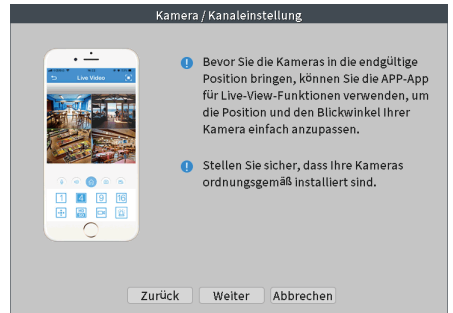 Kamera / Kanaleinstellung
Live Video
Bevor Sie die Kameras in die endgültige
Position bringen, können Sie die APP-App
für Live-View-Funktionen verwenden, um
die Position und den Blickwinkel Ihrer
Kamera einfach anzupassen.
Stellen Sie sicher, dass Ihre Kameras
ordnungsgemäß installiert sind.
1 4 9 16
Zurück Weiter Abbrechen